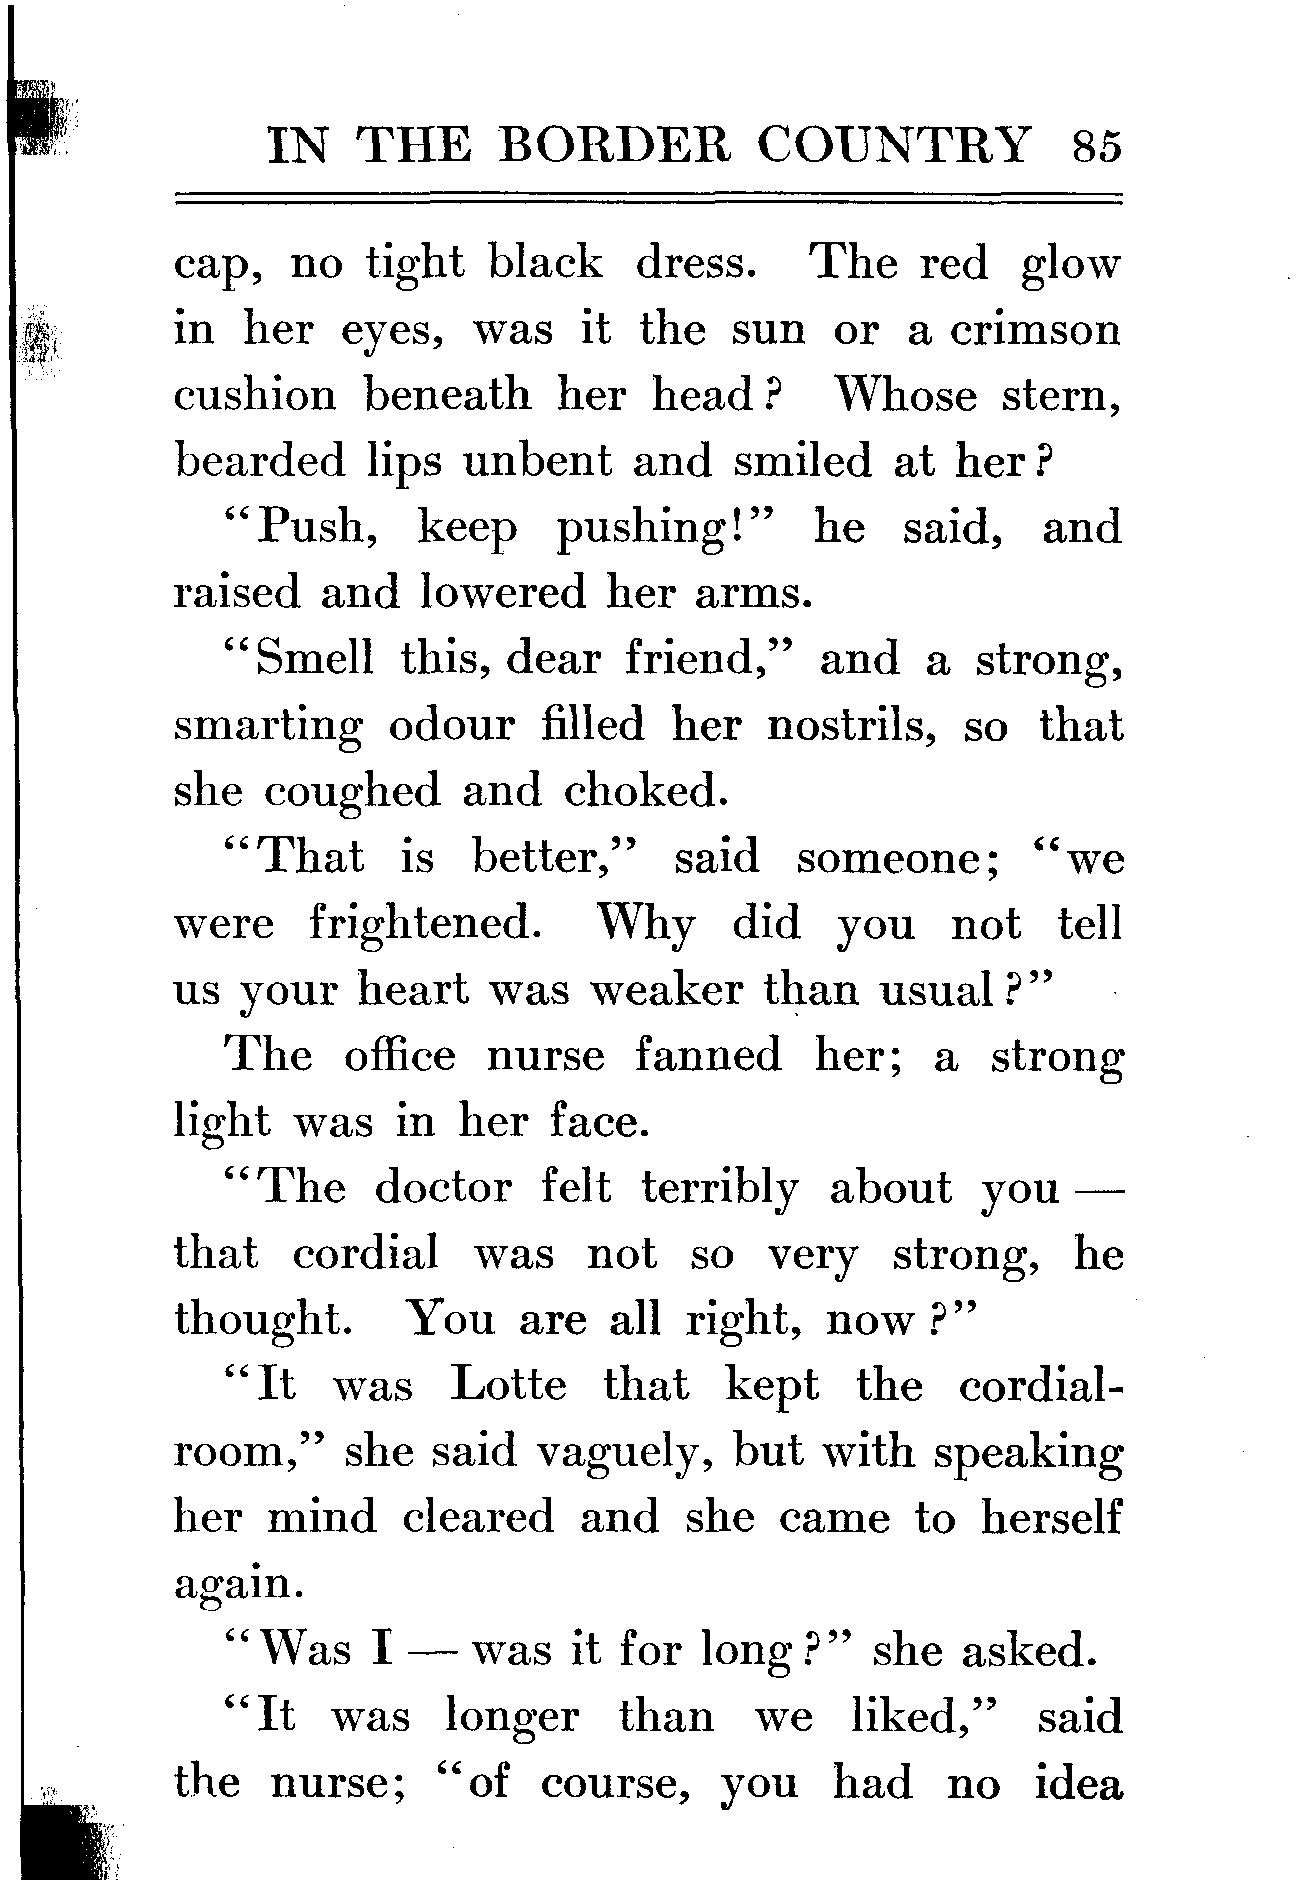 IN THE BORDER COUNTRY 85
cap, no tight black dress. The red glow
in her eyes, was it the sun or a crimson
cushion beneath her head? Whose stern,
bearded lips unbent and smiled at her?
"Push, keep pushing!" he said, and
raised and lowered her arms.
"Smell this, dear friend," and a strong,
smarting odour filled her nostrils, so that
she coughed and choked.
"That is better," said someone; "we
were frightened. Why did you not tell
us your heart was weaker than usual?"
The office nurse fanned her; a strong
light was in her face.
"The doctor felt terribly about you —
that cordial was not so very strong, he
thought. You are all right, now?"
"It was Lotte that kept the cordial-
room," she said vaguely, but with speaking
her mind cleared and she came to herself
again.
"Was I — was it for long?" she asked.
"It was longer than we liked," said
the nurse; "of course, you had no idea